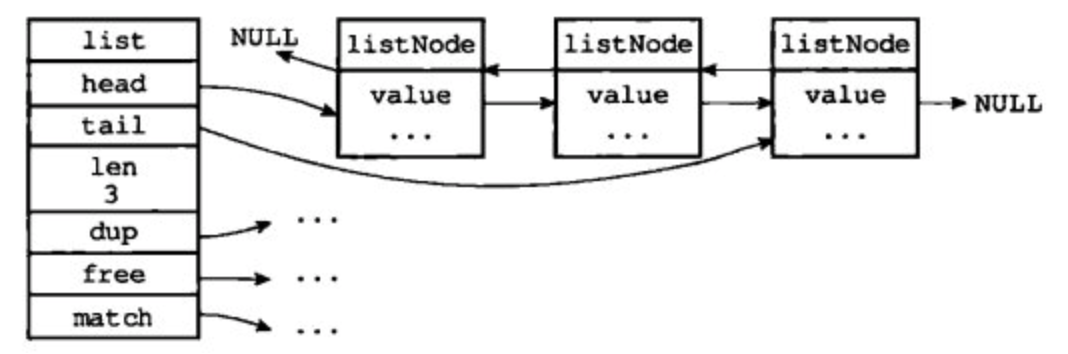 list
head
tail
len
3
dup
free
match
NULL
listNode
value
...
listNode
value
...
listNode
value
...
NULL
...
...
...